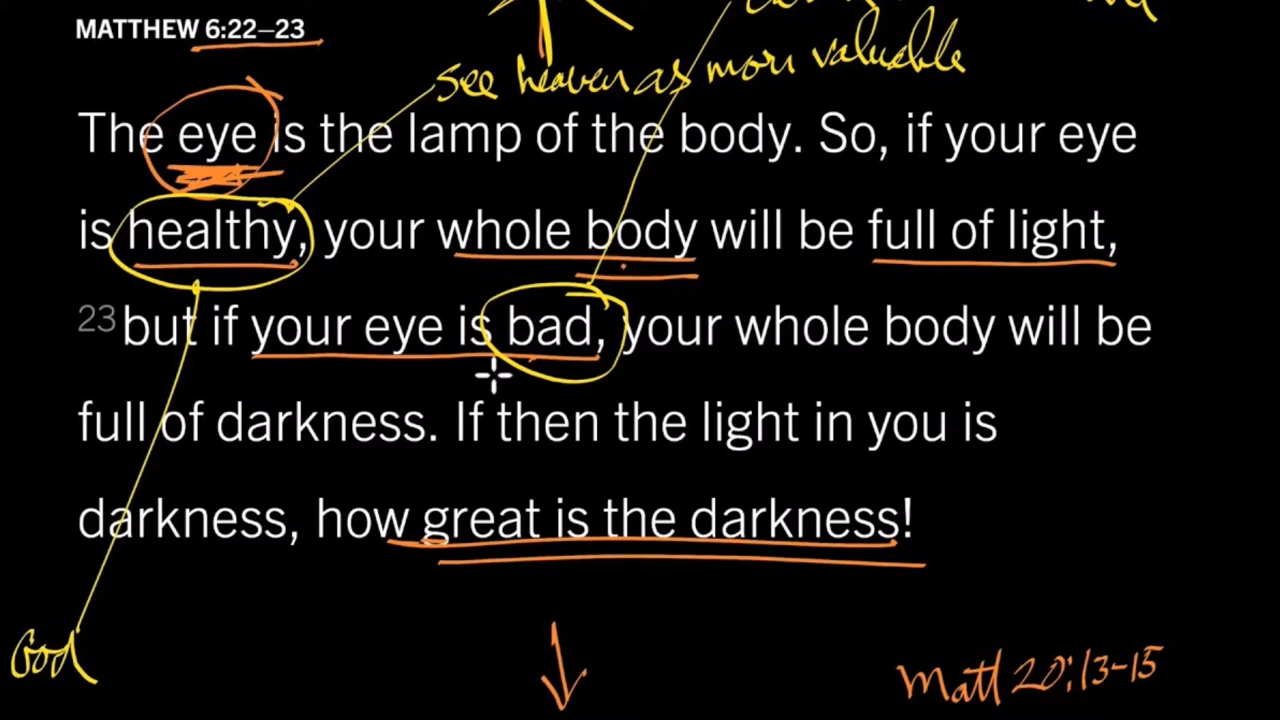 MATTHEW 6:22–23
see heaven as more valuable
The eye is the lamp of the body. So, if your eye
is healthy, your whole body will be full of light,
23 but if your eye is bad, your whole body will be
full of darkness. If then the light in you is
darkness, how great is the darkness!
God
Matt 20:13-15